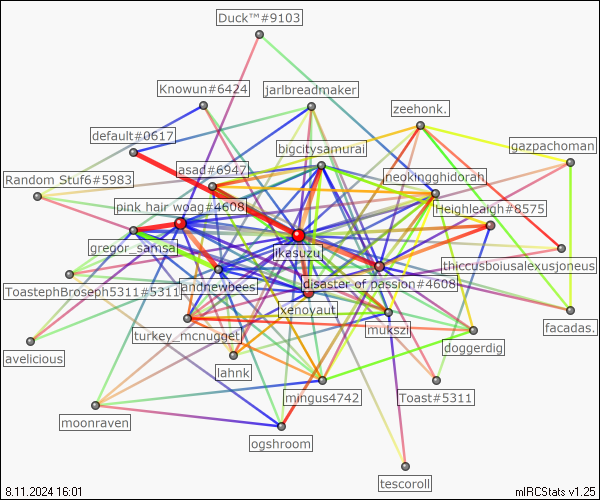 Duck™#9103
Knowun#6424
jarlbreadmaker
zeehonk.
default#0617
bigcitysamurai
gazpachoman
asad#6947
neokingghidorah
Random Stuf6#5983
pink hair woag#4608
Heighleaigh#8575
gregor_samsa
ikasuzu
thiccusboiusalexusjoneus
ToastephBroseph5311#5311
andnewbees
disaster of passion#4608
xenoyaut
facadas.
turkey_mcnugget
mukszi
doggerdig
avelicious
lahnk
mingus4742
Toast#5311
moonraven
ogshroom
tescoroll
8.11.2024 16:01
mIRCStats v1.25